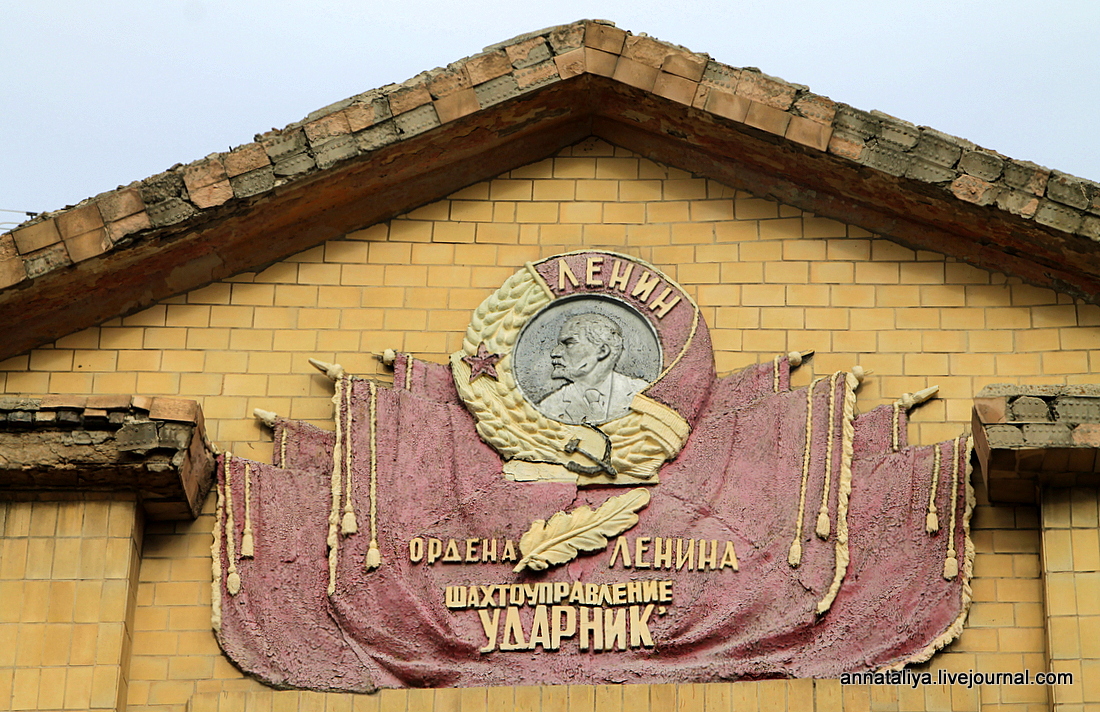 ЛЕНИН
ОРДЕНА ЛЕНИНА
ШАХТОУПРАВЛЕНИЕ
УДАРНИК"
annataliya.livejournal.com